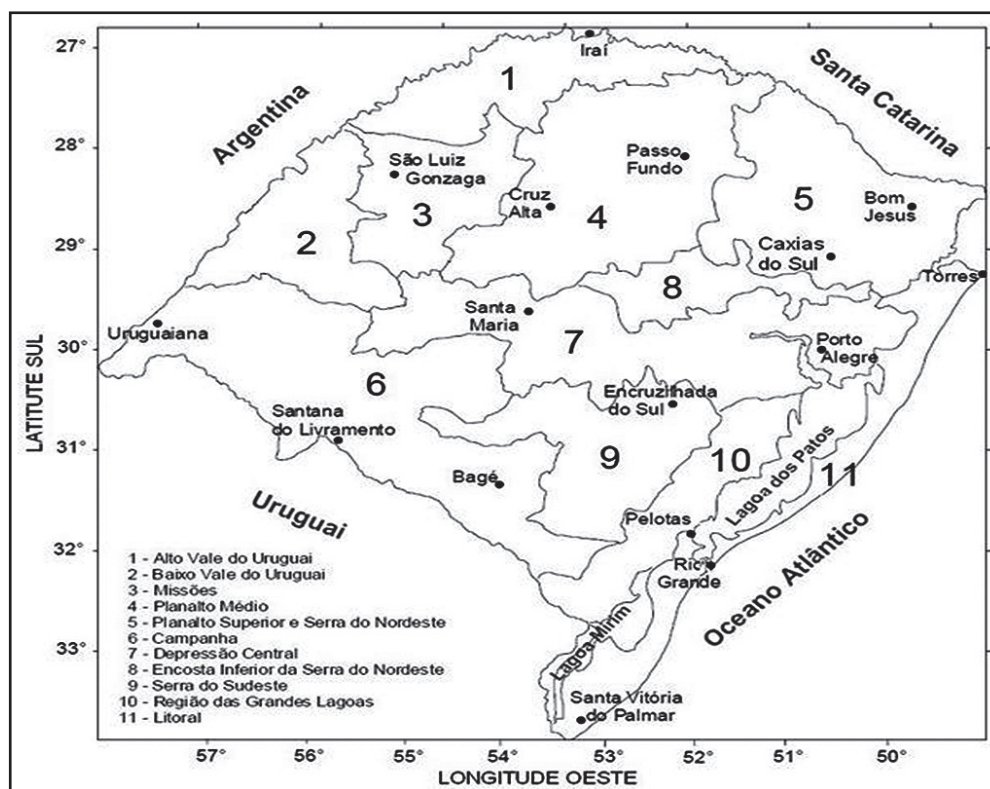 27°
28°
29°
30°
31°
32°
33°
LATITUTE SUL
Argentina
Santa Catarina
Iraí
1
São Luiz
Gonzaga
Passo
Fundo
Cruz
Alta
Bom
Jesus
2
3
4
5
Caxias
do Sul
Torres
8
Santa
Maria
Uruguaiana
7
Porto
Alegre
6
Encruzilhada
do Sul
Santana
do Livramento
9
10
Lagoa dos Patos
11
Bagé
Uruguai
Pelotas
Rio
Grande
Oceano Atlântico
Lagoa Mirim
Santa Vitória
do Palmar
1 - Alto Vale do Uruguai
2 - Baixo Vale do Uruguai
3 - Missões
4 - Planalto Médio
5 - Planalto Superior e Serra do Nordeste
6 - Campanha
7 - Depressão Central
8 - Encosta Inferior da Serra do Nordeste
9 - Serra do Sudeste
10 - Região das Grandes Lagoas
11 - Litoral
57° 56° 55° 54° 53° 52° 51° 50°
LONGITUDE OESTE